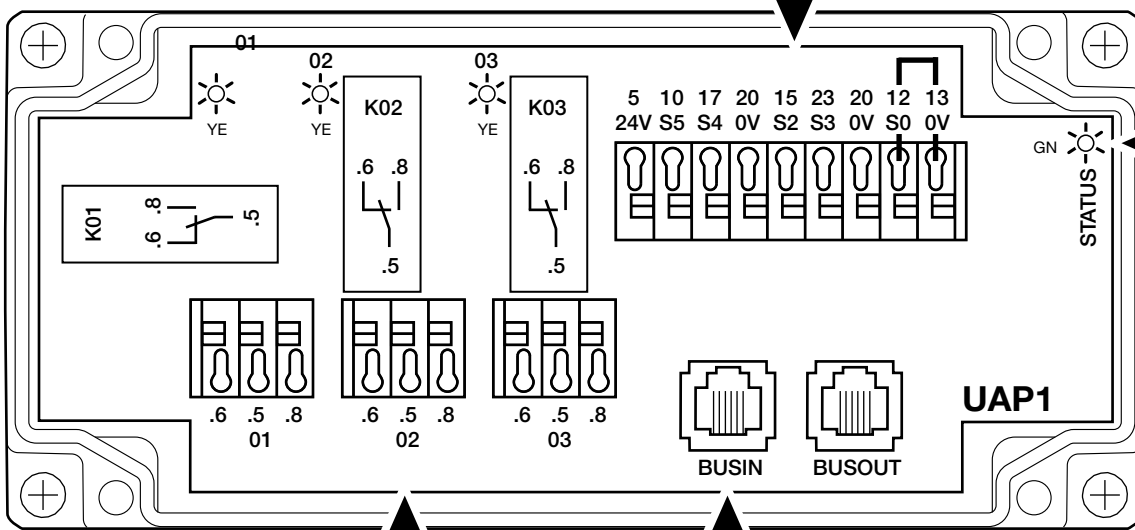 01
02
03
YE
YE
YE
K02
K03
.6 .8
.5
.6 .8
.5
K01
.8
.6
.5
5 10 17 20 15 23 20 12 13
24V S5 S4 0V S2 S3 0V S0 0V
GN
STATUS
.6 .5 .8
01
.6 .5 .8
02
.6 .5 .8
03
BUSIN
BUSOUT
UAP1